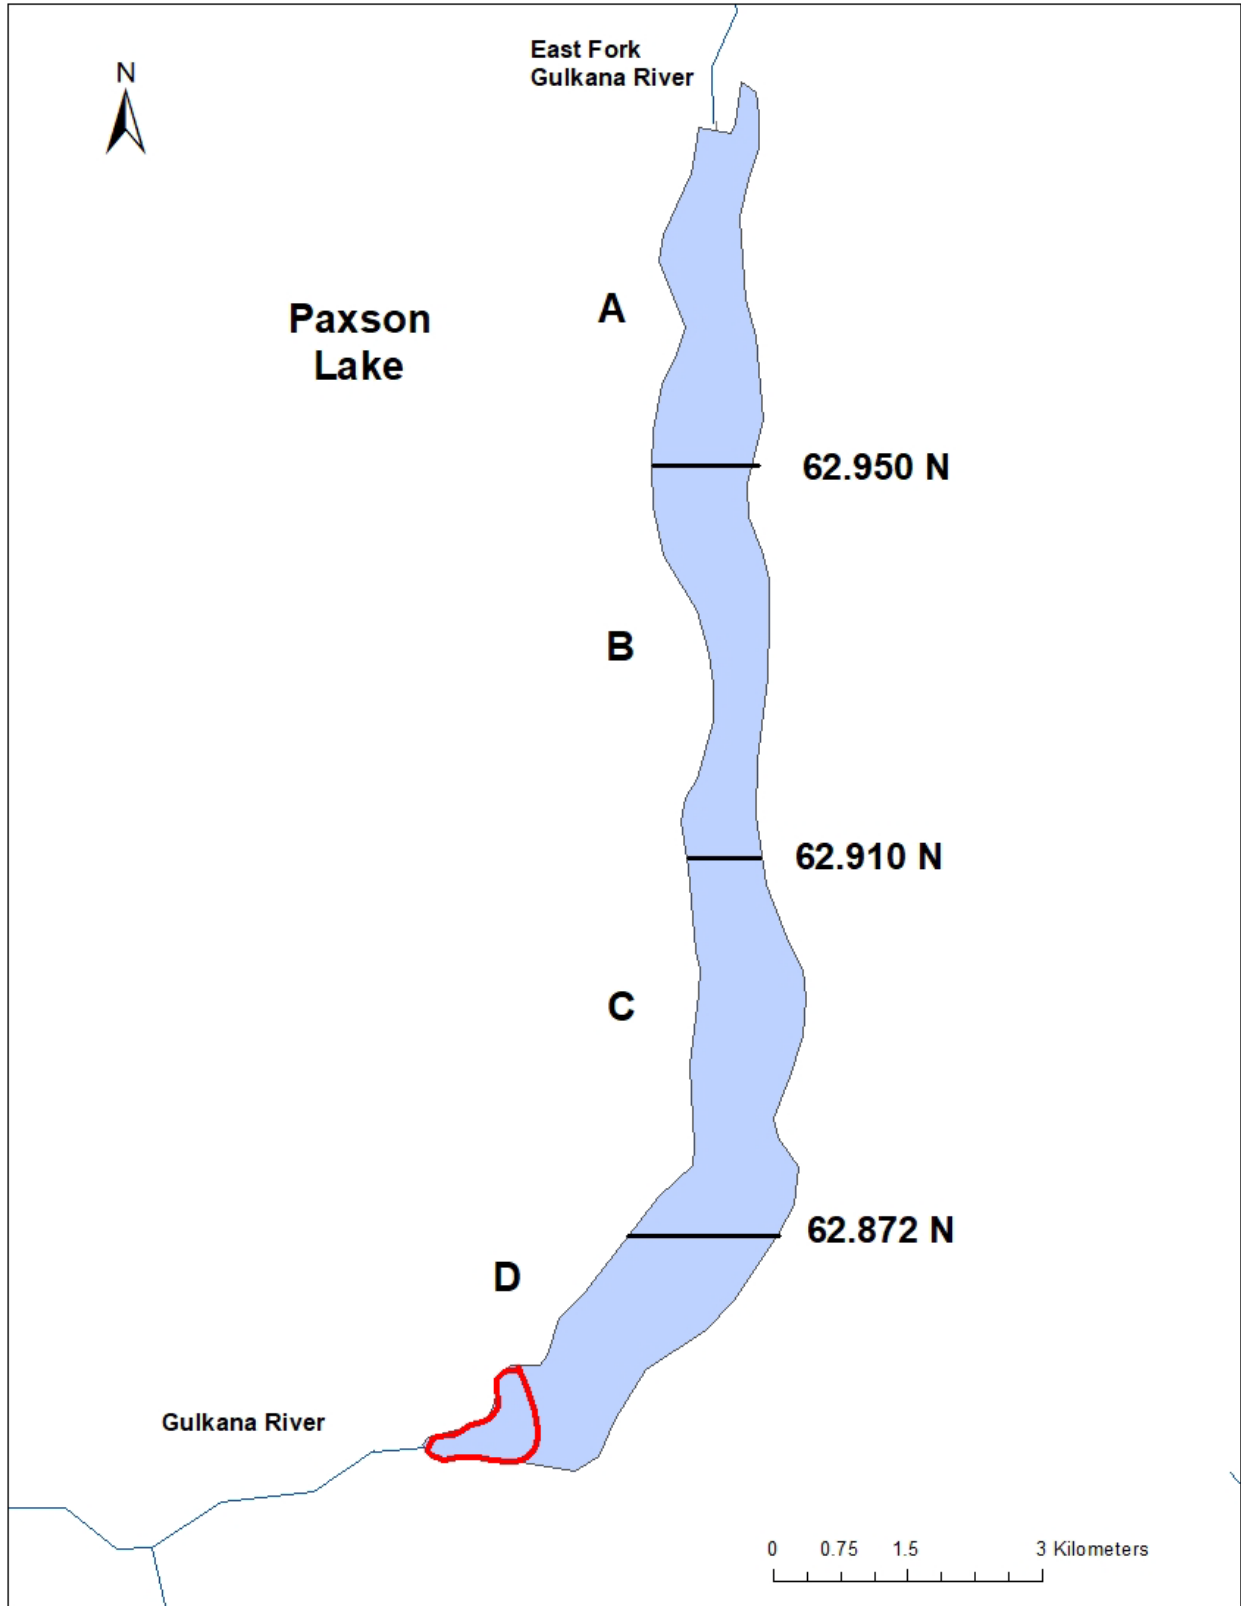 East Fork
Gulkana River
N
Paxson
Lake
A
62.950 N
B
62.910 N
C
62.872 N
D
Gulkana River
0 0.75 1.5 3 Kilometers